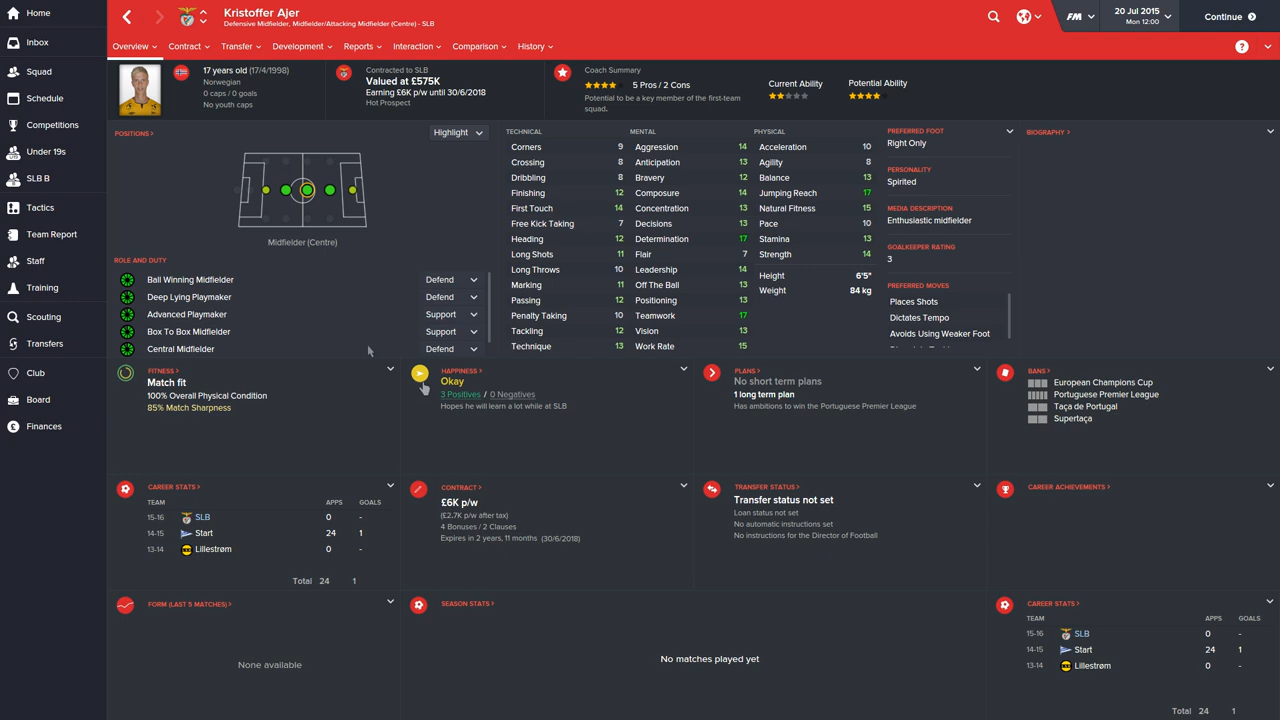 Home
Inbox
Squad
Schedule
Competitions
Under 19s
SLB B
Tactics
Team Report
Staff
Training
Scouting
Transfers
Club
Board
Finances
Kristoffer Ajer
Defensive Midfielder, Midfielder/Attacking Midfielder (Centre) - SLB
FM
20 Jul 2015
Mon 12:00
Continue
Overview Contract Transfer Development Reports Interaction Comparison History
?
17 years old (17/4/1998)
Norwegian
0 caps / 0 goals
No youth caps
Contracted to SLB
Valued at £575K
Earning £6K p/w until 30/6/2018
Hot Prospect
Coach Summary
5 Pros / 2 Cons
Potential to be a key member of the first-team
squad.
Current Ability
Potential Ability
POSITIONS >
Highlight
Midfielder (Centre)
ROLE AND DUTY
Ball Winning Midfielder Defend
Deep Lying Playmaker Defend
Advanced Playmaker Support
Box To Box Midfielder Support
Central Midfielder Defend
TECHNICAL
Corners 9
Crossing 8
Dribbling 8
Finishing 12
First Touch 14
Free Kick Taking 7
Heading 12
Long Shots 11
Long Throws 10
Marking 11
Passing 12
Penalty Taking 10
Tackling 12
Technique 13
MENTAL
Aggression 14
Anticipation 13
Bravery 12
Composure 14
Concentration 13
Decisions 13
Determination 17
Flair 7
Leadership 14
Off The Ball 13
Positioning 13
Teamwork 17
Vision 13
Work Rate 15
PHYSICAL
Acceleration 10
Agility 8
Balance 13
Jumping Reach 17
Natural Fitness 15
Pace 10
Stamina 13
Strength 14
Height 6'5"
Weight 84 kg
PREFERRED FOOT
Right Only
PERSONALITY
Spirited
MEDIA DESCRIPTION
Enthusiastic midfielder
GOALKEEPER RATING
3
PREFERRED MOVES
Places Shots
Dictates Tempo
Avoids Using Weaker Foot
BIOGRAPHY >
FITNESS >
Match fit
100% Overall Physical Condition
85% Match Sharpness
HAPPINESS >
Okay
3 Positives / 0 Negatives
Hopes he will learn a lot while at SLB
PLANS >
No short term plans
1 long term plan
Has ambitions to win the Portuguese Premier League
BANS >
European Champions Cup
Portuguese Premier League
Taça de Portugal
Supertaça
CAREER STATS >
TEAM APPS GOALS
15-16 SLB 0 -
14-15 Start 24 1
13-14 Lillestrøm 0 -
Total 24 1
CONTRACT >
£6K p/w
(£2.7K p/w after tax)
4 Bonuses / 2 Clauses
Expires in 2 years, 11 months (30/6/2018)
TRANSFER STATUS >
Transfer status not set
Loan status not set
No automatic instructions set
No instructions for the Director of Football
CAREER ACHIEVEMENTS >
FORM (LAST 5 MATCHES) >
None available
SEASON STATS >
No matches played yet
CAREER STATS >
TEAM APPS GOALS
15-16 SLB 0 -
14-15 Start 24 1
13-14 Lillestrøm 0 -
Total 24 1